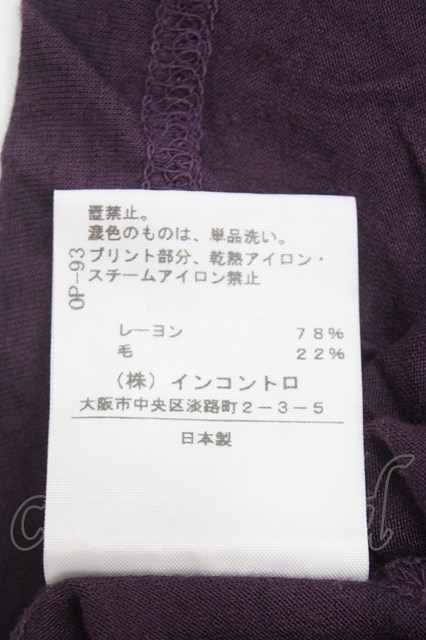 置禁止。
濃色のものは、単品洗い。
プリント部分、乾熱アイロン・
スチームアイロン禁止
OP-93
レーヨン 78%
毛 22%
(株)インコントロ
大阪市中央区淡路町2-3-5
日本製